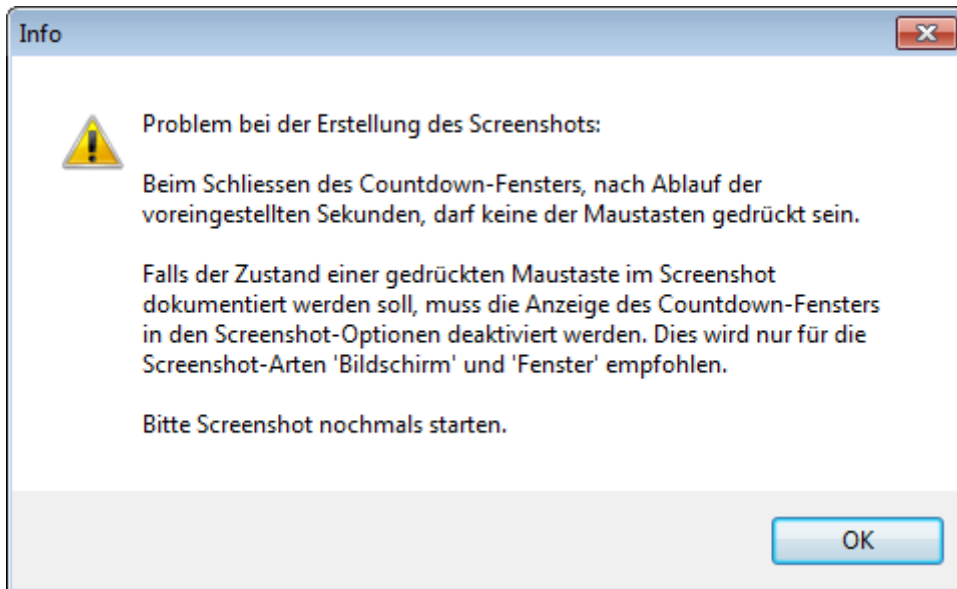 Info
Problem bei der Erstellung des Screenshots:
Beim Schliessen des Countdown-Fensters, nach Ablauf der
voreingestellten Sekunden, darf keine der Maustasten gedrückt sein.
Falls der Zustand einer gedrückten Maustaste im Screenshot
dokumentiert werden soll, muss die Anzeige des Countdown-Fensters
in den Screenshot-Optionen deaktiviert werden. Dies wird nur für die
Screenshot-Arten 'Bildschirm' und 'Fenster' empfohlen.
Bitte Screenshot nochmals starten.
OK